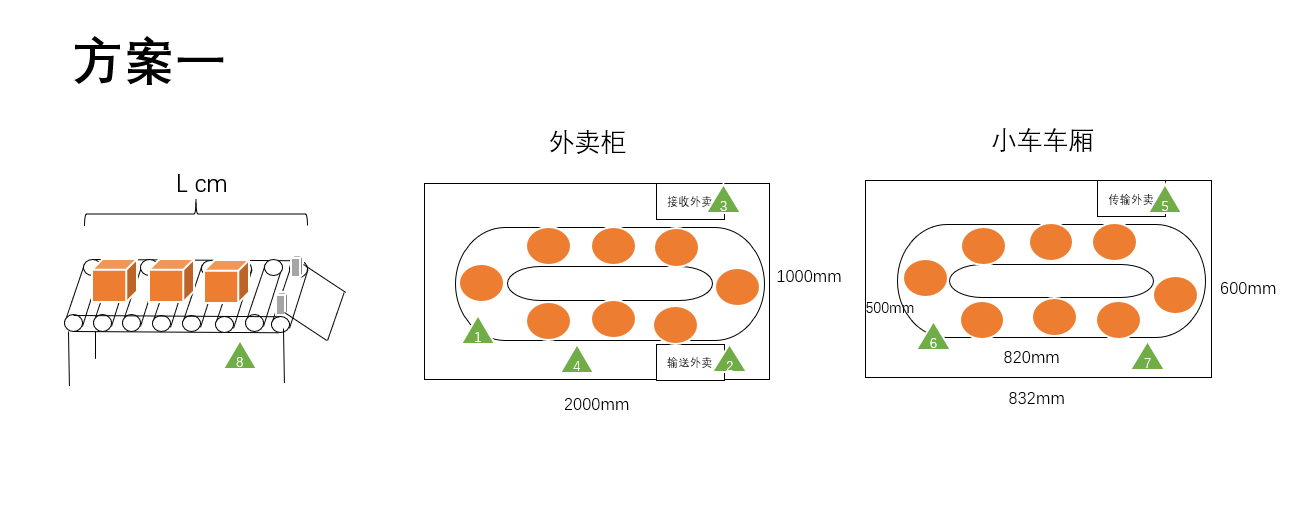 方案一
L cm
8
外卖柜
接收外卖
3
1
4
输送外卖
2
1000mm
2000mm
小车车厢
传输外卖
5
500mm
6
820mm
7
600mm
832mm